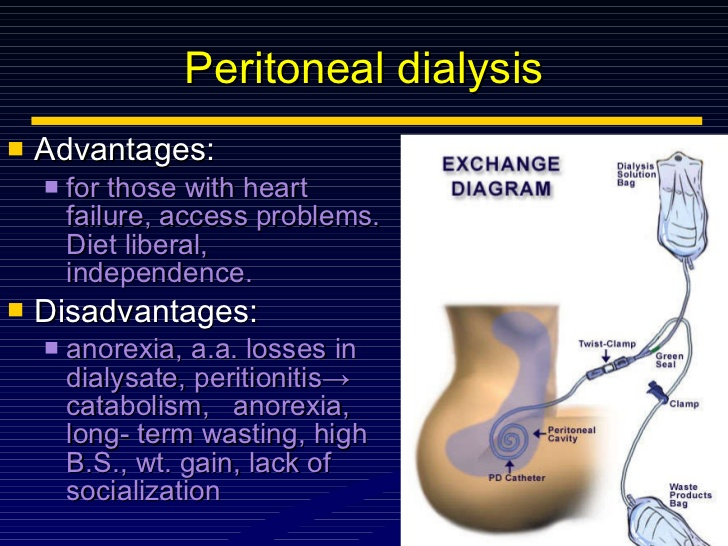 Peritoneal dialysis
Advantages:
for those with heart
failure, access problems.
Diet liberal,
independence.
Disadvantages:
anorexia, a.a. losses in
dialysate, peritionitis→
catabolism, anorexia,
long- term wasting, high
B.S., wt. gain, lack of
socialization
EXCHANGE
DIAGRAM
Dialysis
Solution
Bag
Twist-Clamp
Green
Seal
Clamp
Peritoneal
Cavity
PD Catheter
Waste
Products
Bag